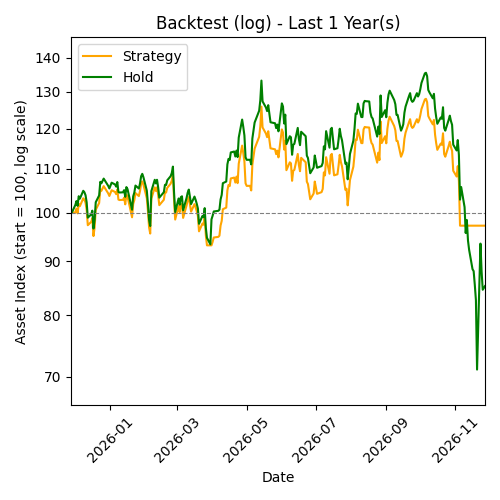 Backtest (log) - Last 1 Year(s)
Strategy
Hold
Asset Index (start = 100, log scale)
140
130
120
110
100
90
80
70
2026-01
2026-03
2026-05
2026-07
2026-09
2026-11
Date